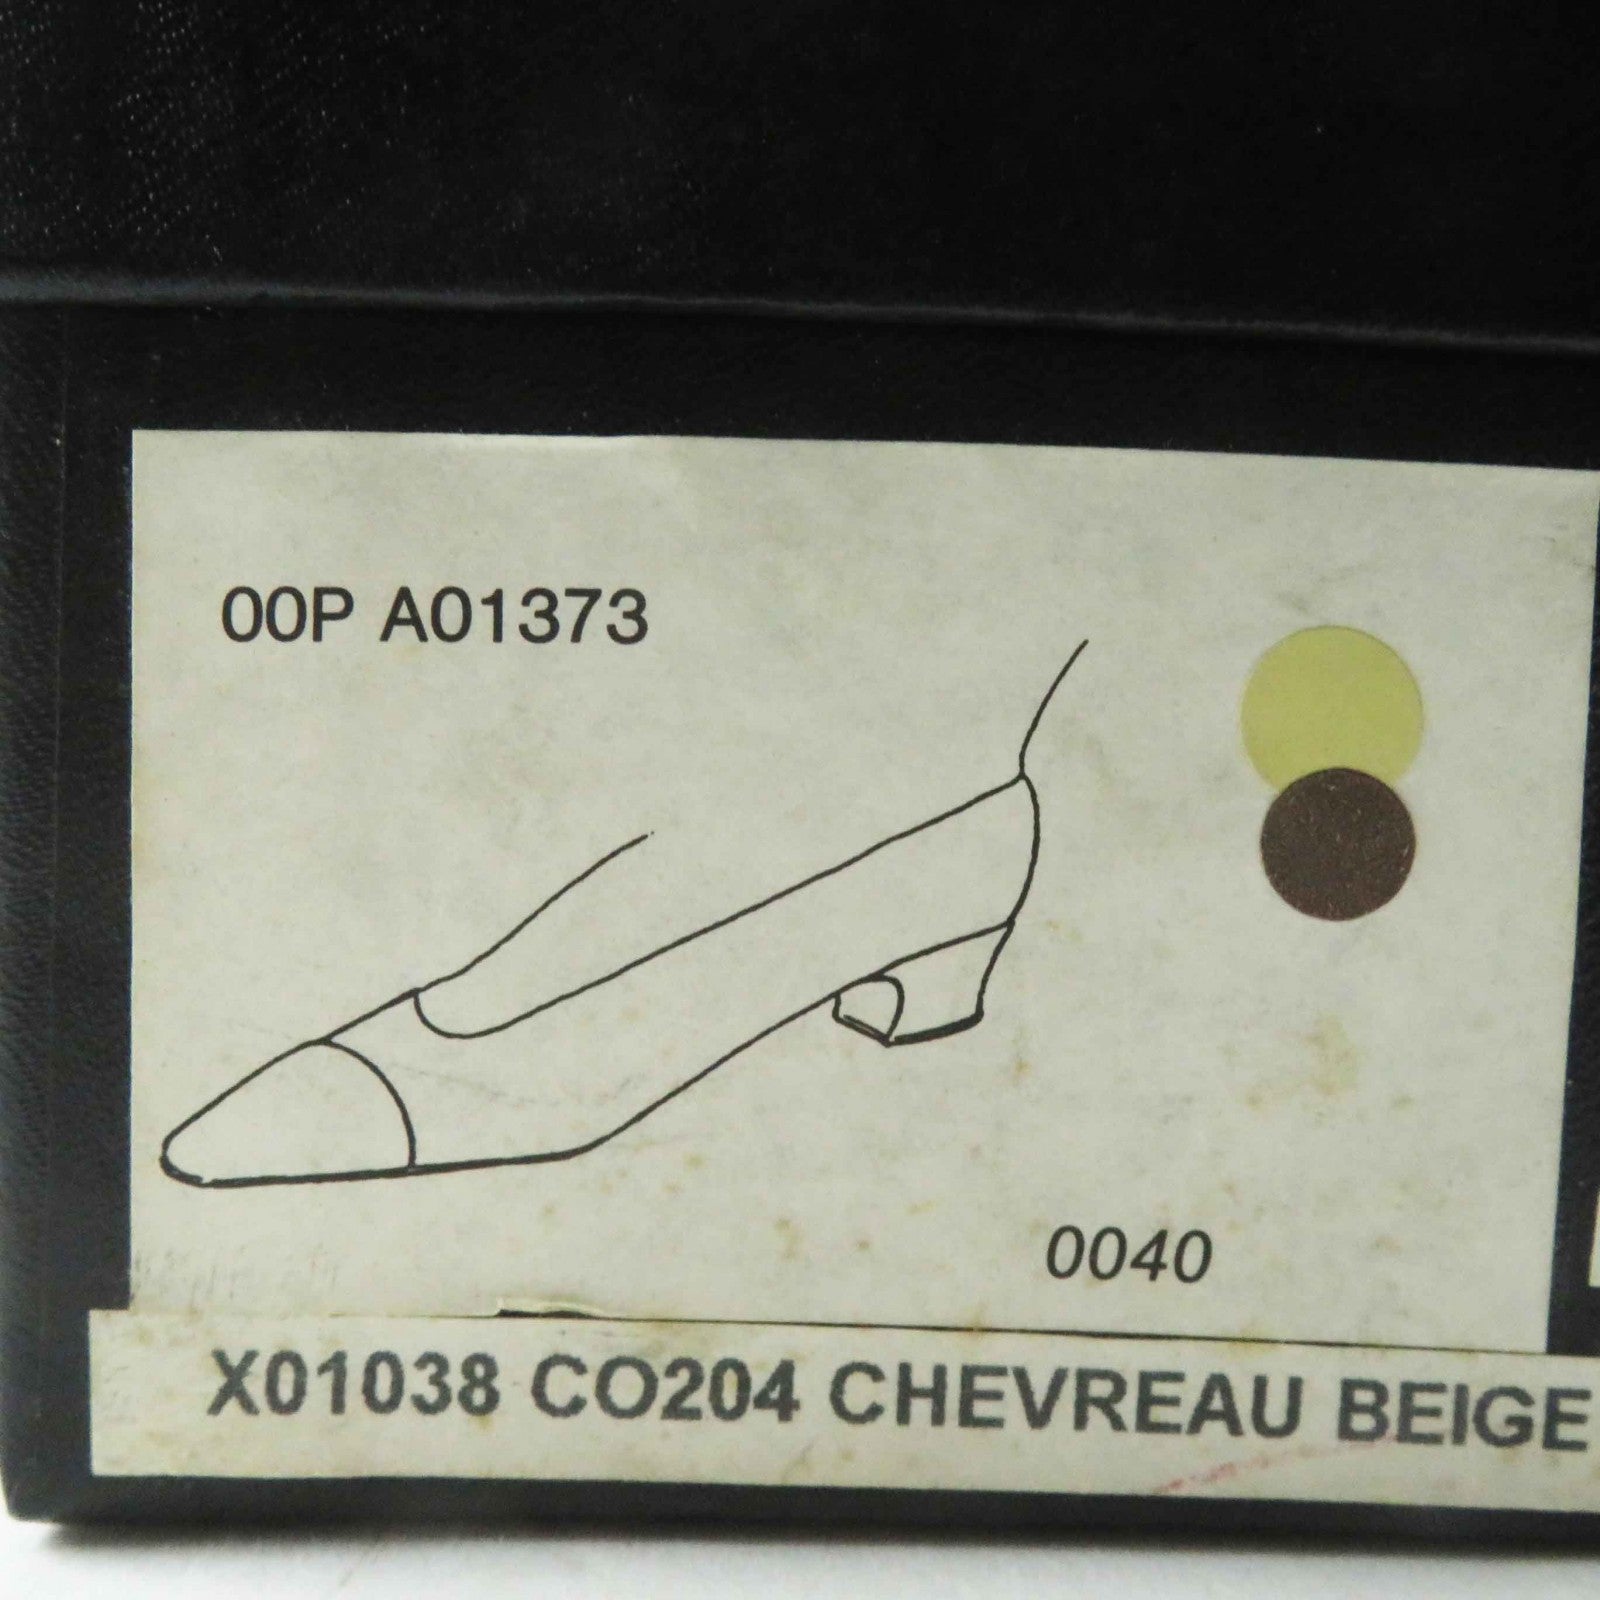 00P A01373
0040
X01038 CO204 CHEVREAU BEIGE